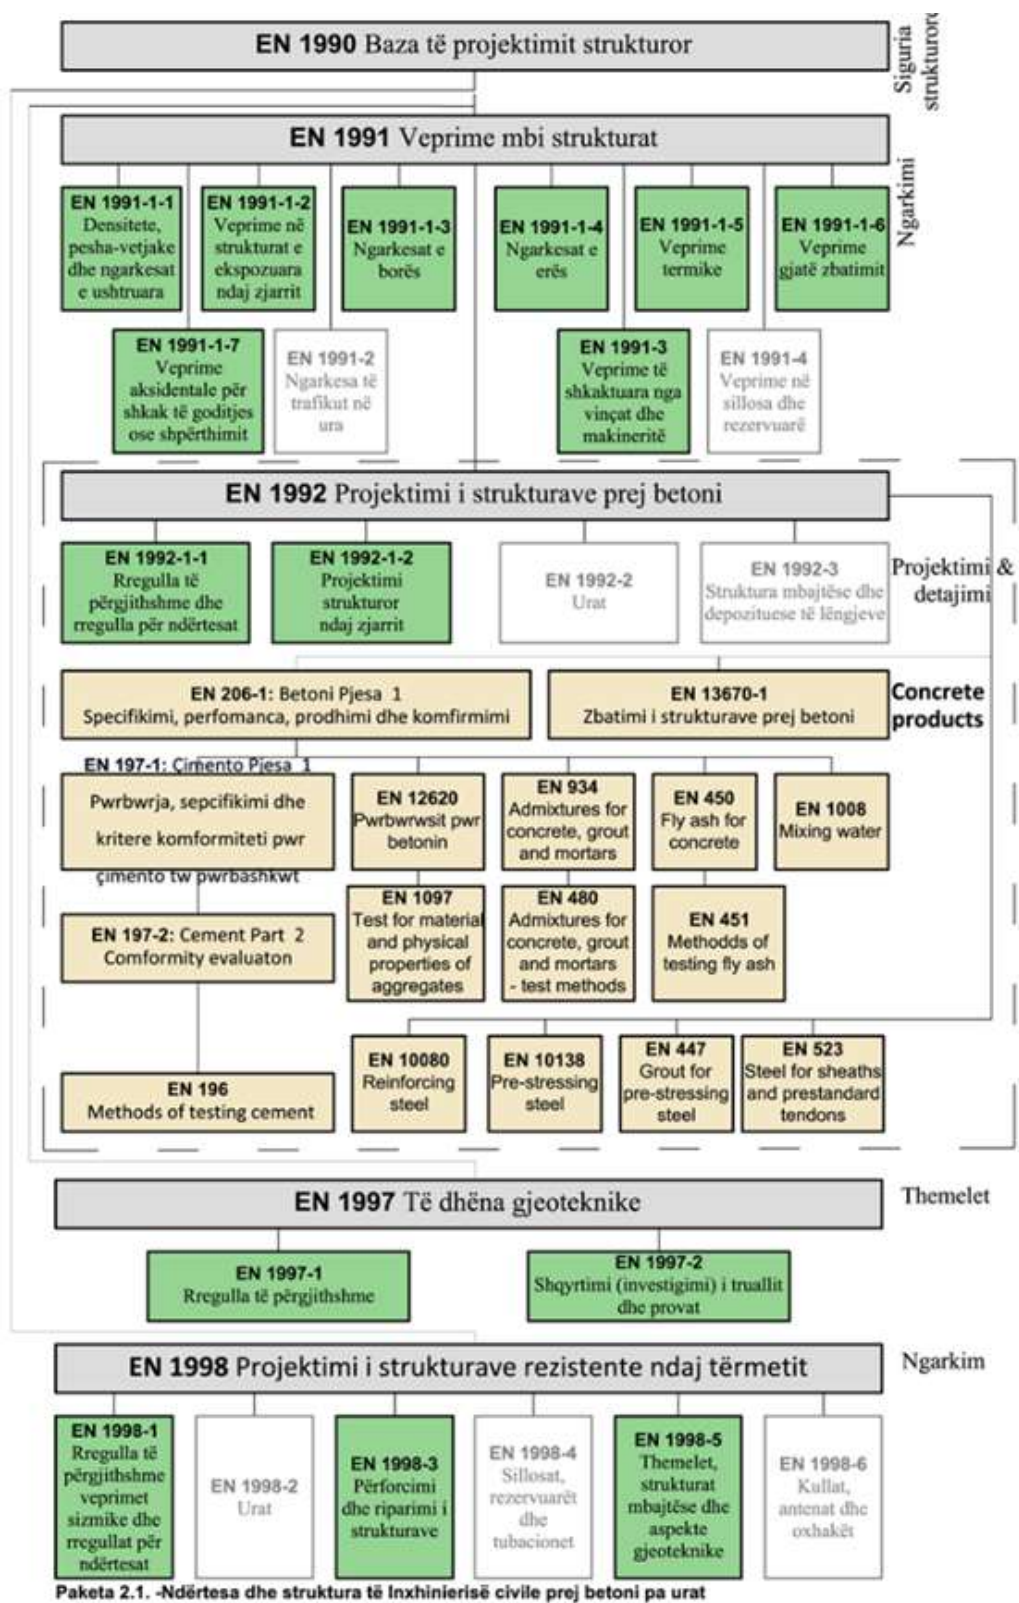 EN 1990 Baza të projektimit strukturor
Siguria
strukturore
EN 1991 Veprime mbi strukturat
Ngarkimi
EN 1991-1-1
Densitete,
pesha-vetjake
dhe ngarkesat
e ushtruara
EN 1991-1-2
Veprime në
strukturat e
ekspozuara
ndaj zjarrit
EN 1991-1-3
Ngarkesat e
borës
EN 1991-1-4
Ngarkesat e
erës
EN 1991-1-5
Veprime
termike
EN 1991-1-6
Veprime
gjatë zbatimit
EN 1991-1-7
Veprime
aksidentale për
shkak të goditjes
ose shpërthimit
EN 1991-2
Ngarkesa të
trafikut në
ura
EN 1991-3
Veprime të
shkaktuara nga
vinçat dhe
makineritë
EN 1991-4
Veprime në
sillosa dhe
rezervuarë
EN 1992 Projektimi i strukturave prej betoni
EN 1992-1-1
Rregulla të
përgjithshme dhe
rregulla për ndërtesat
EN 1992-1-2
Projektimi
strukturor
ndaj zjarrit
EN 1992-2
Urat
EN 1992-3
Struktura mbajtëse dhe
depozituese të lëngjeve
Projektimi &
detajimi
EN 206-1: Betoni Pjesa 1
Specifikimi, perfomanca, prodhimi dhe komfirmimi
EN 13670-1
Zbatimi i strukturave prej betoni
Concrete
products
EN 197-1: Çimento Pjesa 1
Pwrbwrja, sepcifikimi dhe
kritere komformiteti pwr
çimento tw pwrbashkwt
EN 12620
Pwrbwrwsit pwr
betonin
EN 934
Admixtures for
concrete, grout
and mortars
EN 450
Fly ash for
concrete
EN 1008
Mixing water
EN 197-2: Cement Part 2
Comformity evaluaton
EN 1097
Test for material
and physical
properties of
aggregates
EN 480
Admixtures for
concrete, grout
and mortars
- test methods
EN 451
Methodds of
testing fly ash
EN 196
Methods of testing cement
EN 10080
Reinforcing
steel
EN 10138
Pre-stressing
steel
EN 447
Grout for
pre-stressing
steel
EN 523
Steel for sheaths
and prestandard
tendons
EN 1997 Të dhëna gjeoteknike
Themelet
EN 1997-1
Rregulla të përgjithshme
EN 1997-2
Shqyrtimi (investigimi) i truallit
dhe provat
EN 1998 Projektimi i strukturave rezistente ndaj tërmetit
Ngarkim
EN 1998-1
Rregulla të
përgjithshme
veprimet
sizmike dhe
rregullat për
ndërtesat
EN 1998-2
Urat
EN 1998-3
Përforcimi
dhe riparimi i
strukturave
EN 1998-4
Sillosat,
rezervuarët
dhe
tubacionet
EN 1998-5
Themelet,
strukturat
mbajtëse dhe
aspekte
gjeoteknike
EN 1998-6
Kullat,
antenat dhe
oxhakët
Paketa 2.1. -Ndërtesa dhe struktura të Inxhinierisë civile prej betoni pa urat